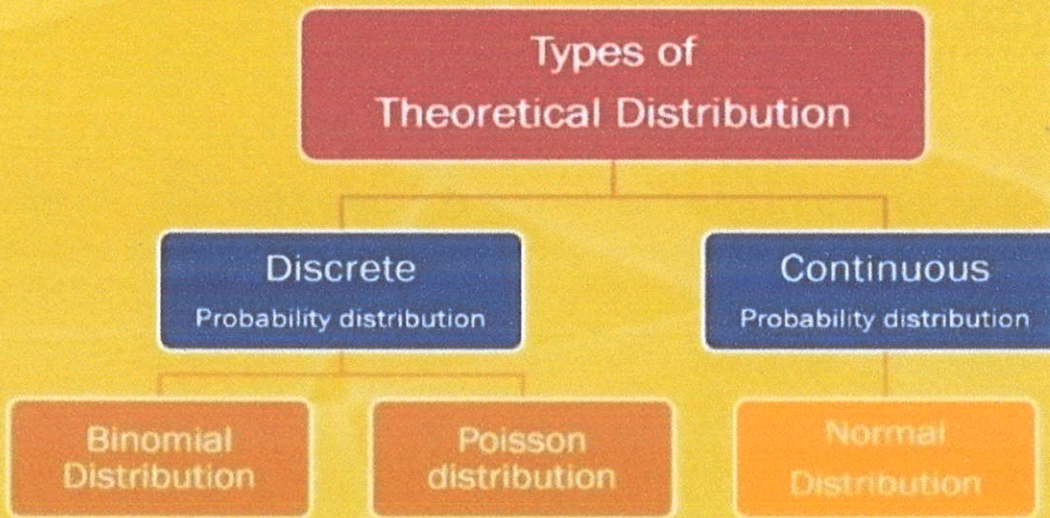 Types of
Theoretical Distribution
Discrete
Probability distribution
Continuous
Probability distribution
Binomial
Distribution
Poisson
distribution
Normal
Distribution